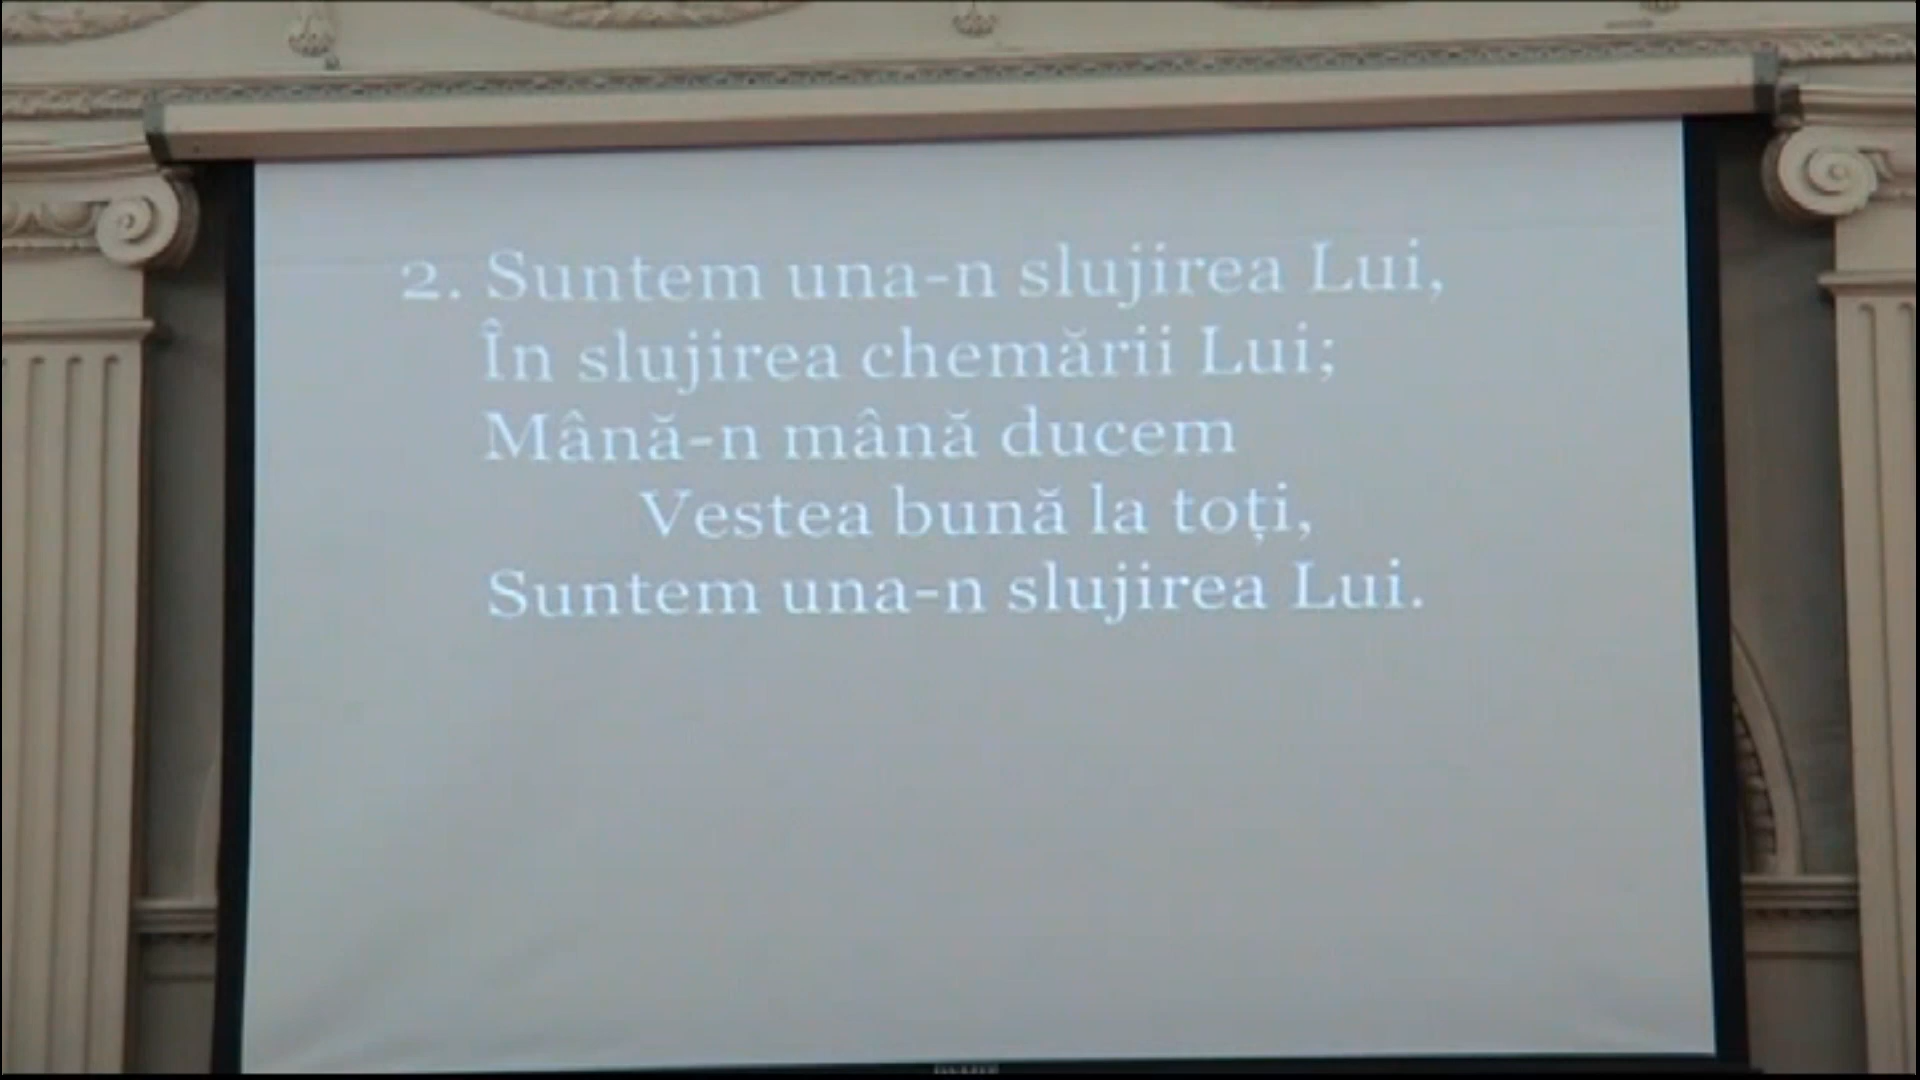 2. Suntem una-n slujirea Lui,
În slujirea chemării Lui;
Mână-n mână ducem
Vestea bună la toți,
Suntem una-n slujirea Lui.